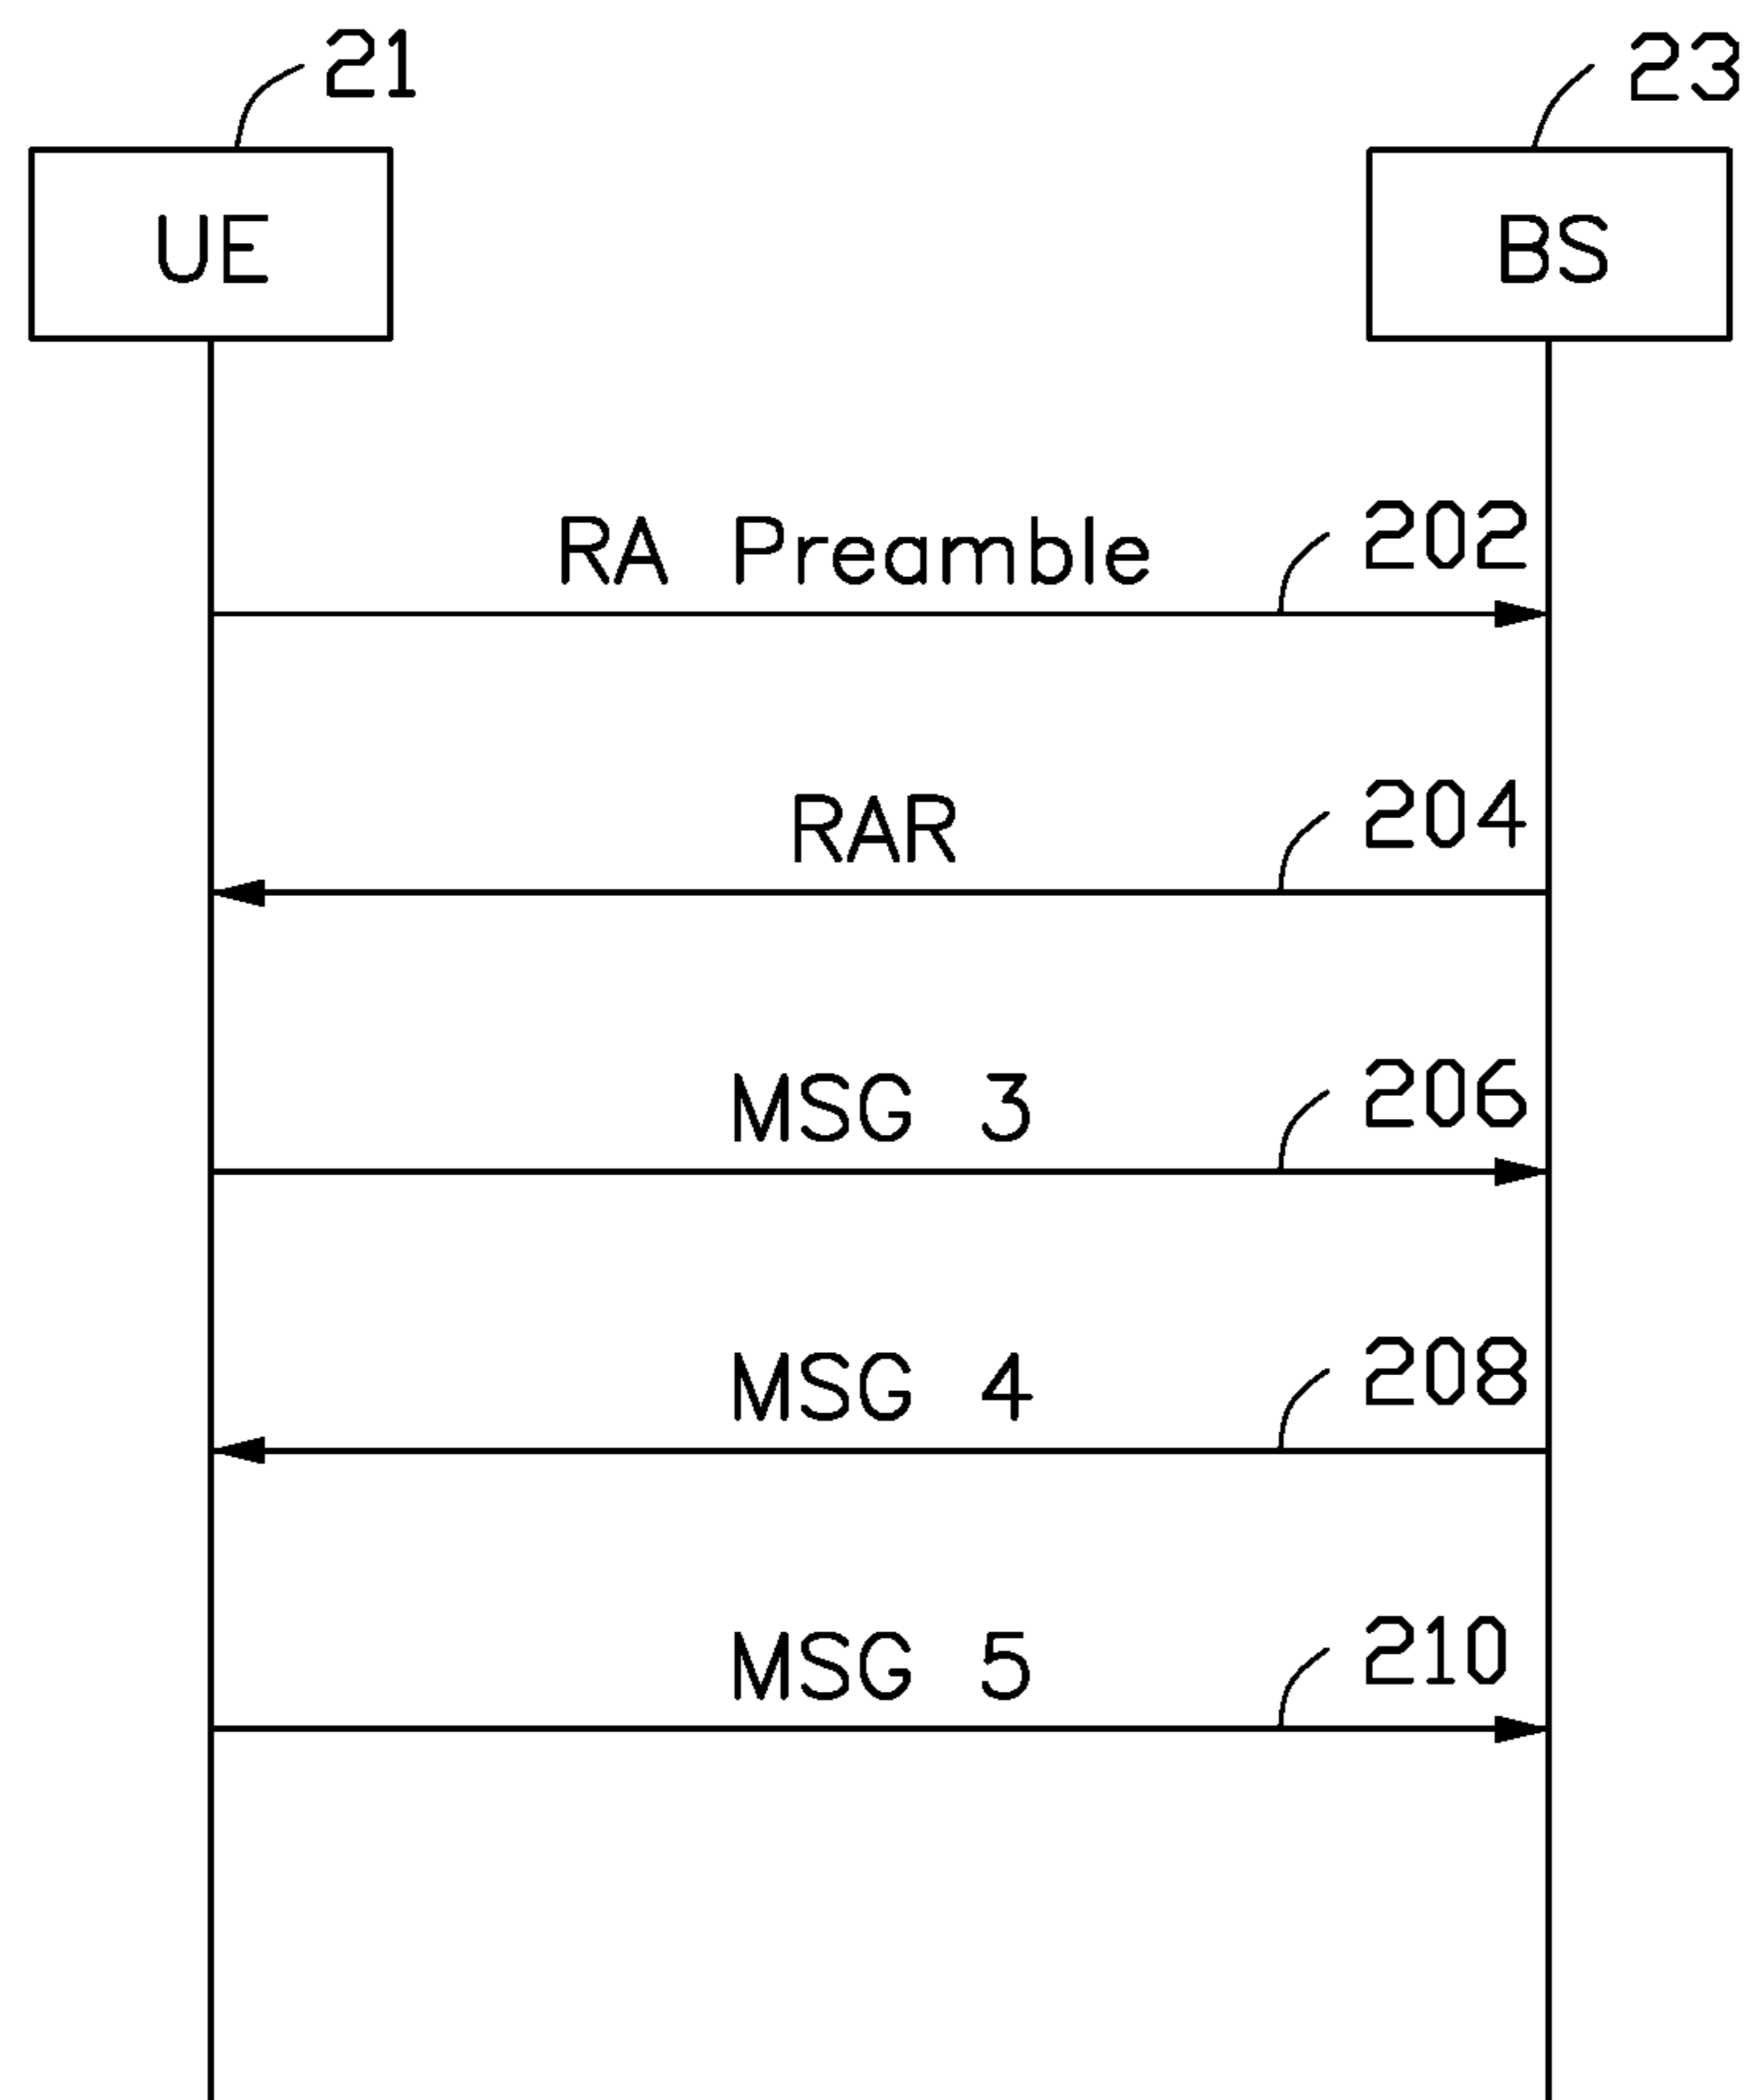 21
23
UE
BS
RA Preamble
202
RAR
204
MSG 3
206
MSG 4
208
MSG 5
210